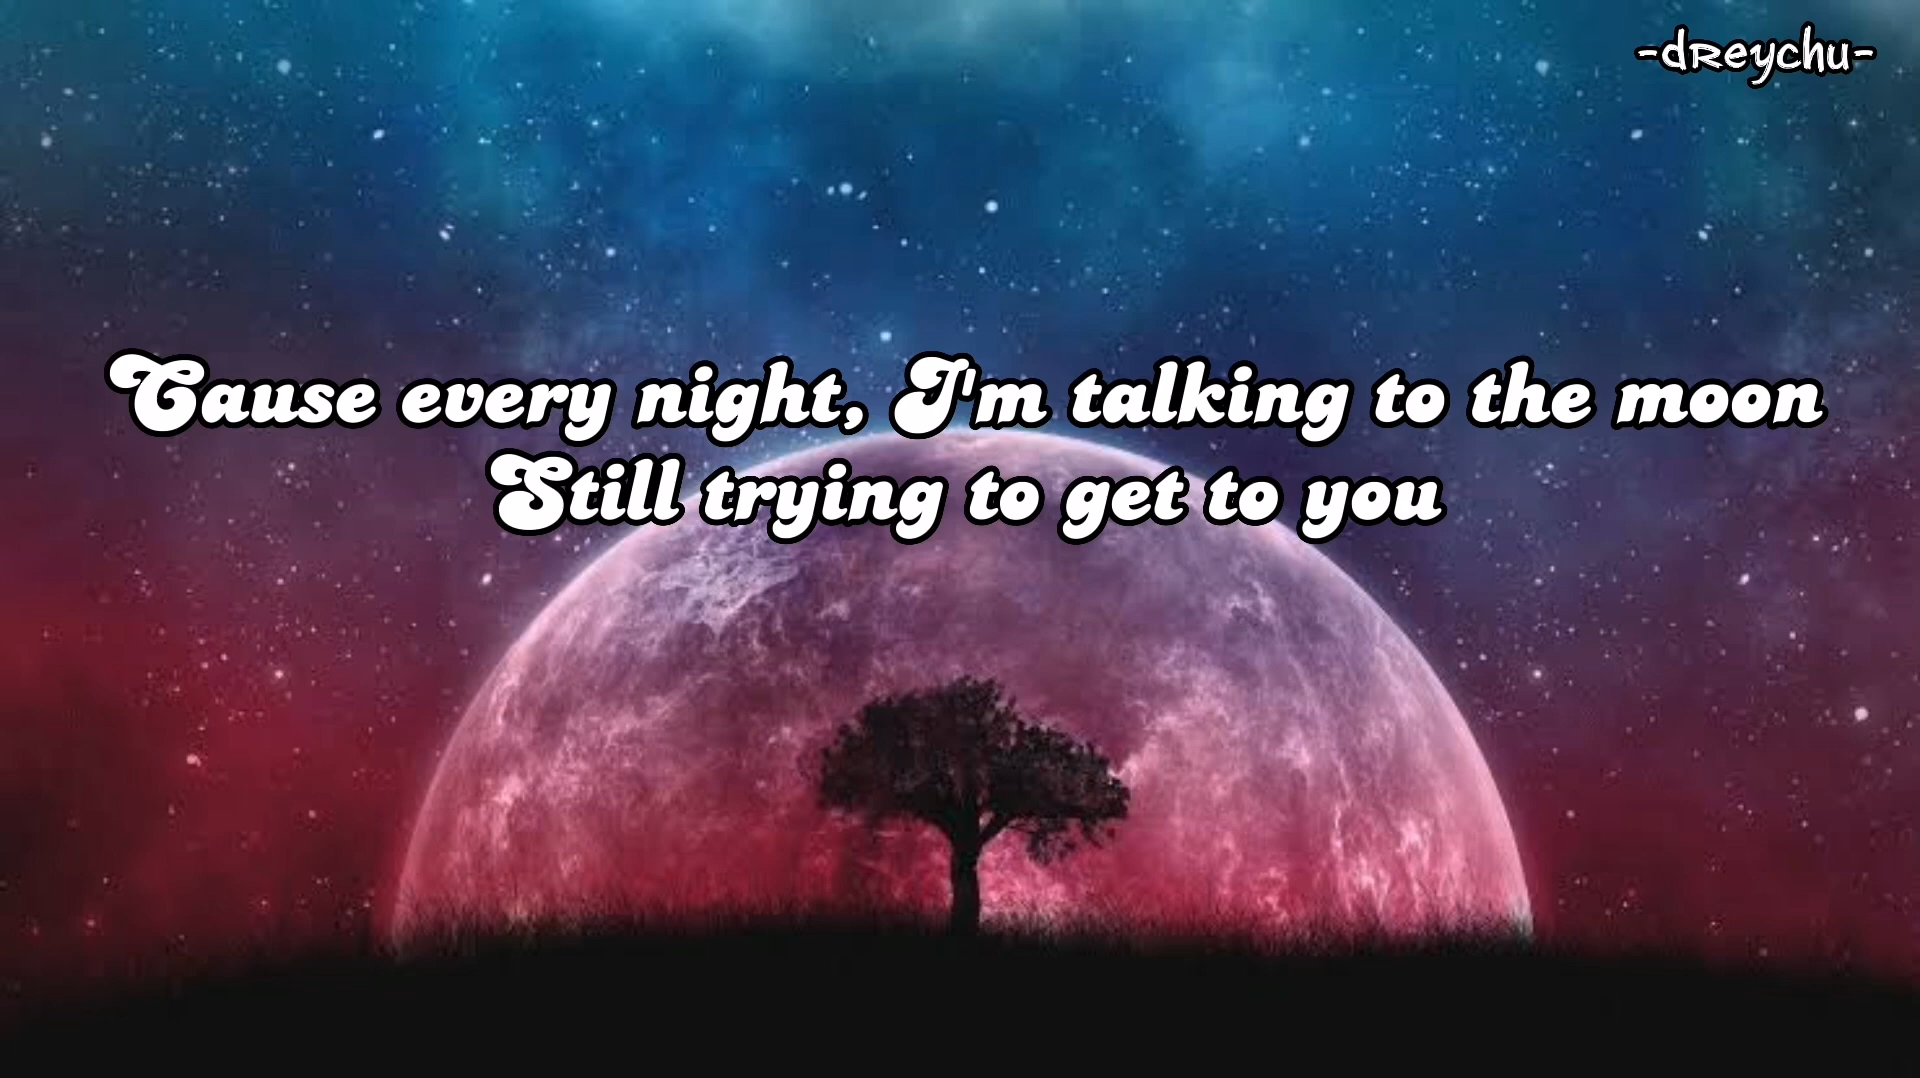 -dReychu-
Cause every night, I'm talking to the moon
Still trying to get to you